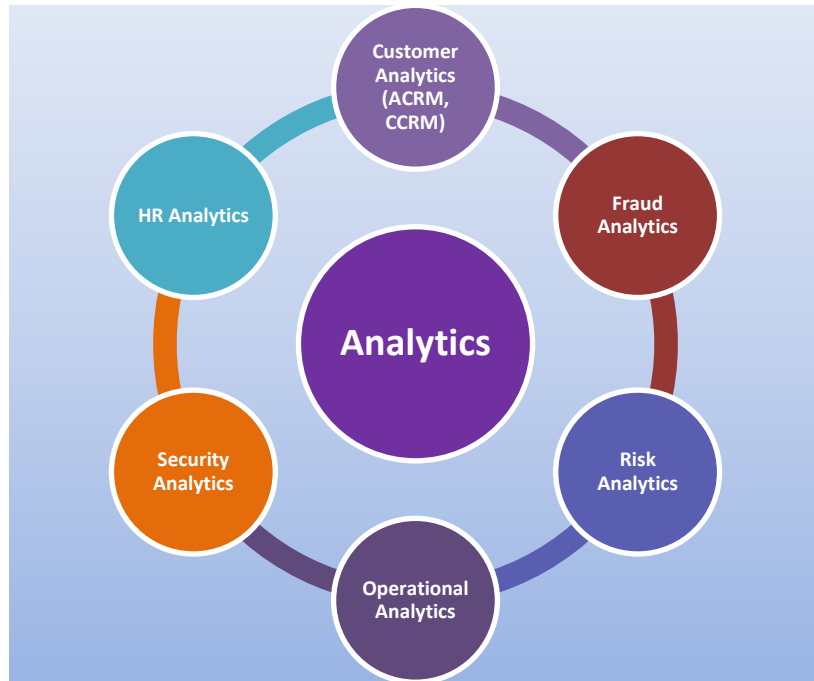 Customer
Analytics
(ACRM,
CCRM)
Fraud
Analytics
Risk
Analytics
Operational
Analytics
Security
Analytics
HR Analytics
Analytics